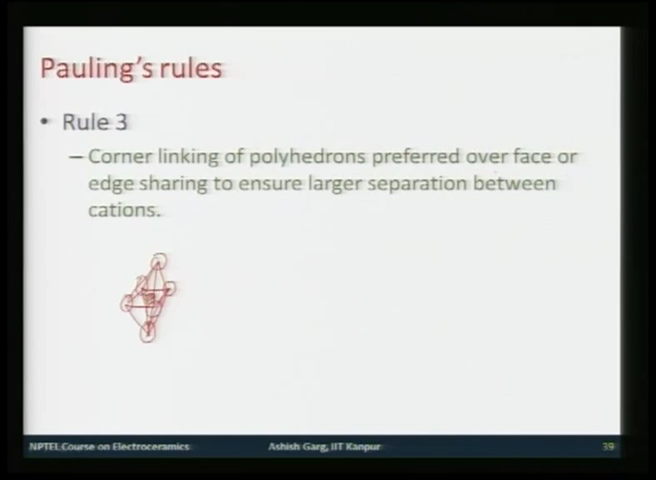 Pauling's rules
• Rule 3
– Corner linking of polyhedrons preferred over face or
edge sharing to ensure larger separation between
cations.
NPTEL Course on Electroceramics
Ashish Garg, IIT Kanpur
39